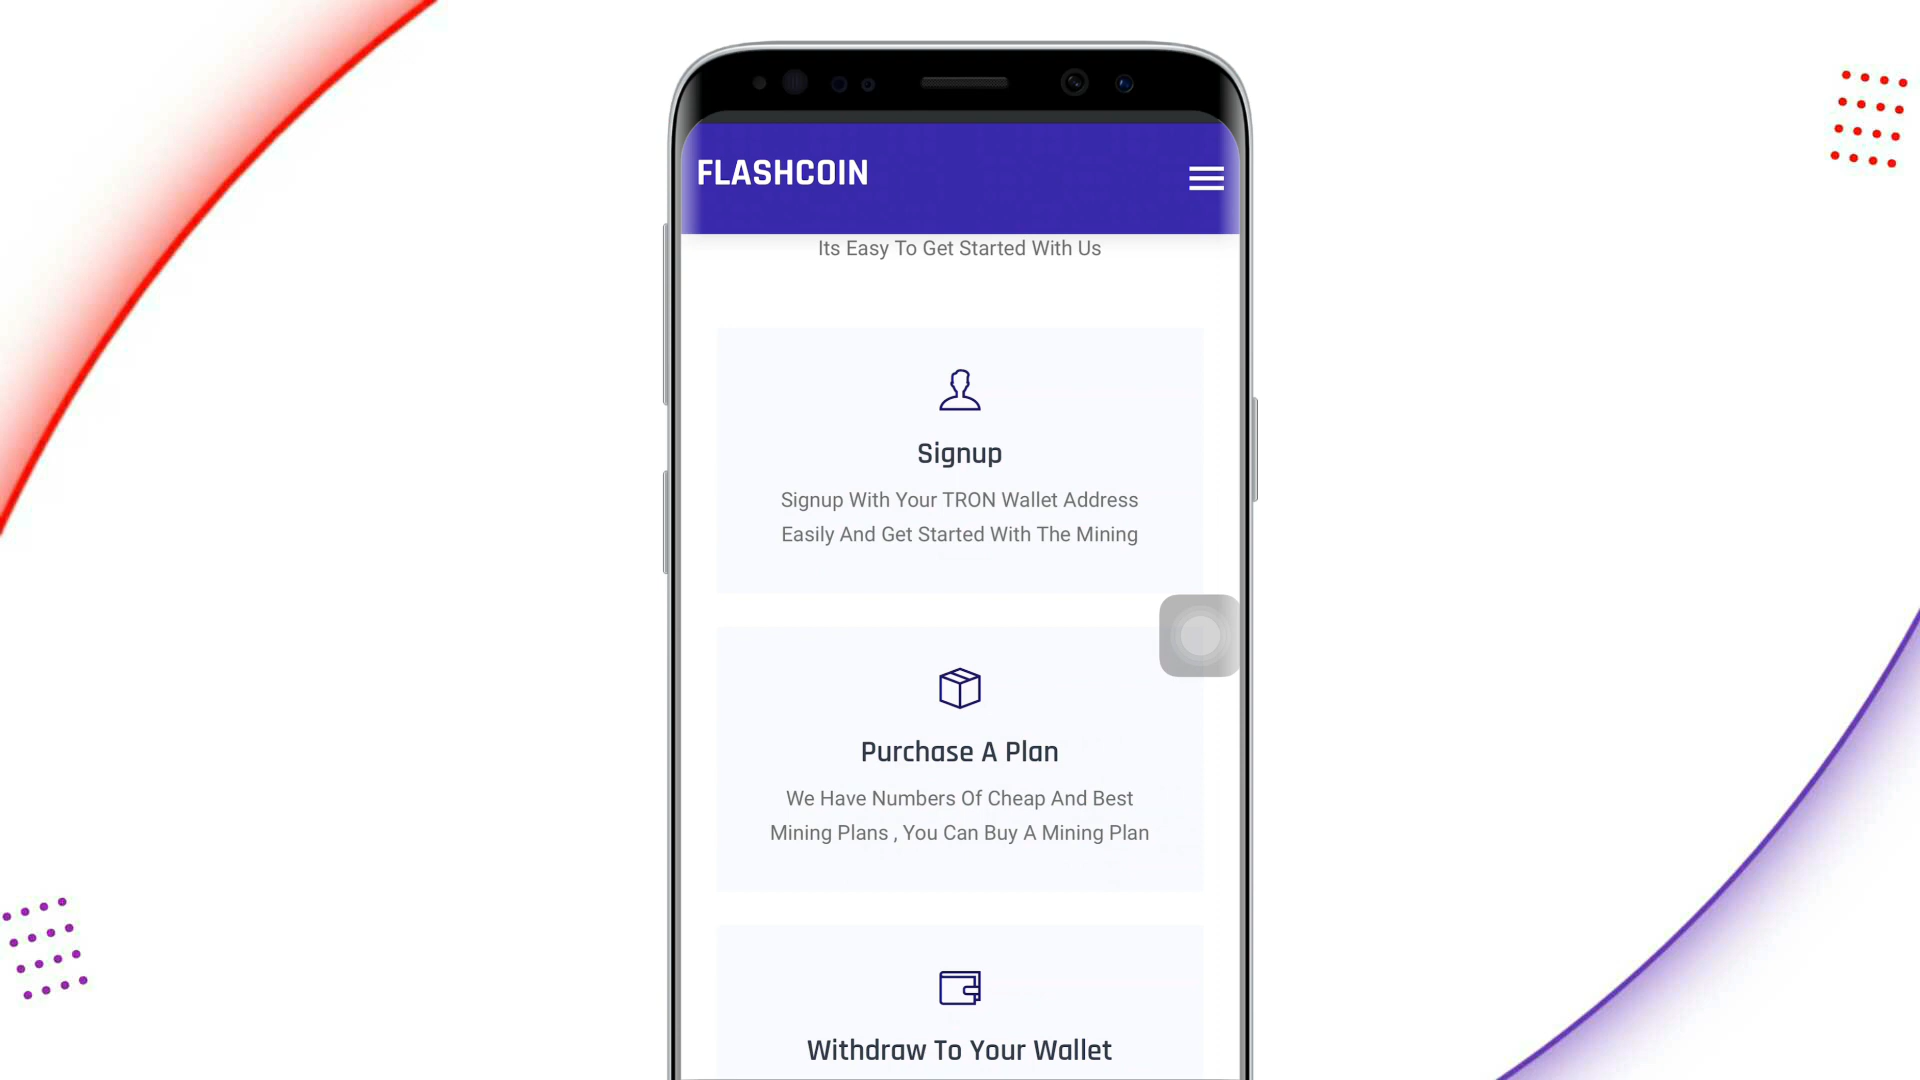 FLASHCOIN
Its Easy To Get Started With Us
Signup
Signup With Your TRON Wallet Address
Easily And Get Started With The Mining
Purchase A Plan
We Have Numbers Of Cheap And Best
Mining Plans , You Can Buy A Mining Plan
Withdraw To Your Wallet